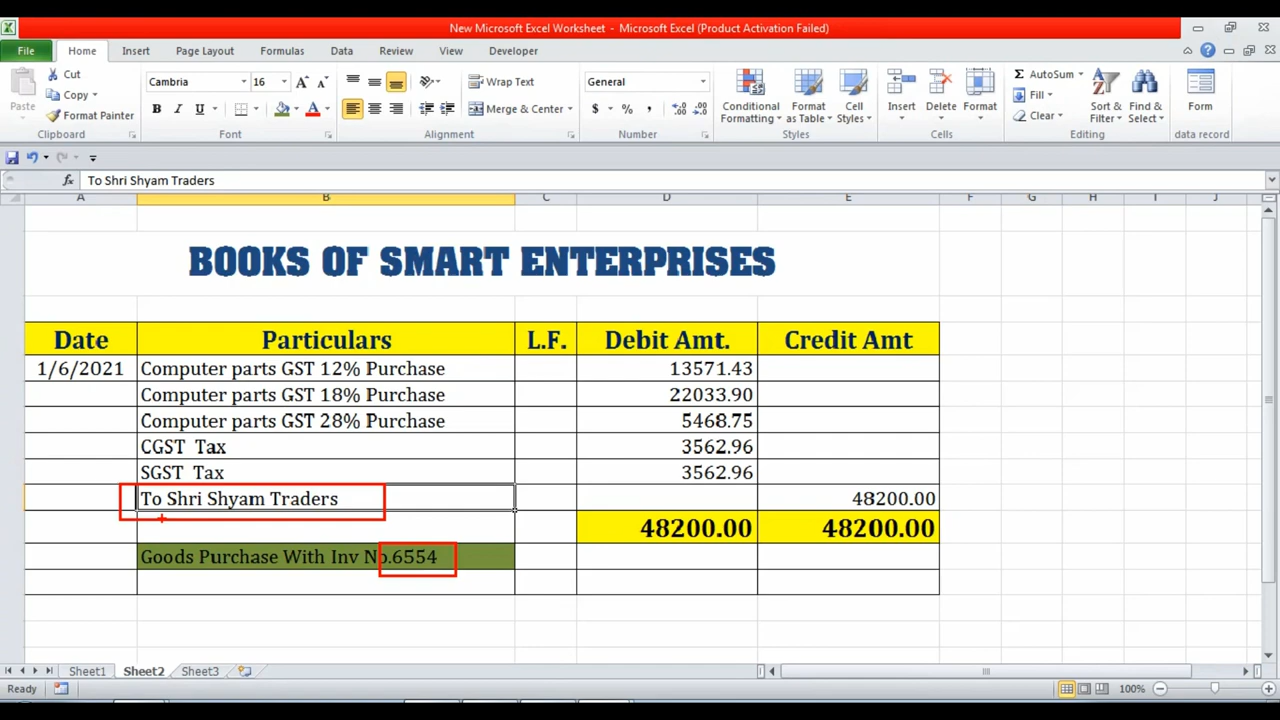 New Microsoft Excel Worksheet - Microsoft Excel (Product Activation Failed)
File Home Insert Page Layout Formulas Data Review View Developer
Paste Cut Copy Format Painter Clipboard
Cambria 16 B I U A A A Font
Wrap Text Merge & Center Alignment
General $ % , Number
Conditional Formatting Format as Table Cell Styles Styles
Insert Delete Format Cells
Σ AutoSum Fill Clear Sort & Filter Find & Select Editing
Form data record
fx To Shri Shyam Traders
A B C D E F G H I J
BOOKS OF SMART ENTERPRISES
Date Particulars L.F. Debit Amt. Credit Amt
1/6/2021 Computer parts GST 12% Purchase 13571.43
Computer parts GST 18% Purchase 22033.90
Computer parts GST 28% Purchase 5468.75
CGST Tax 3562.96
SGST Tax 3562.96
To Shri Shyam Traders 48200.00
48200.00 48200.00
Goods Purchase With Inv No.6554
Sheet1 Sheet2 Sheet3
Ready 100%